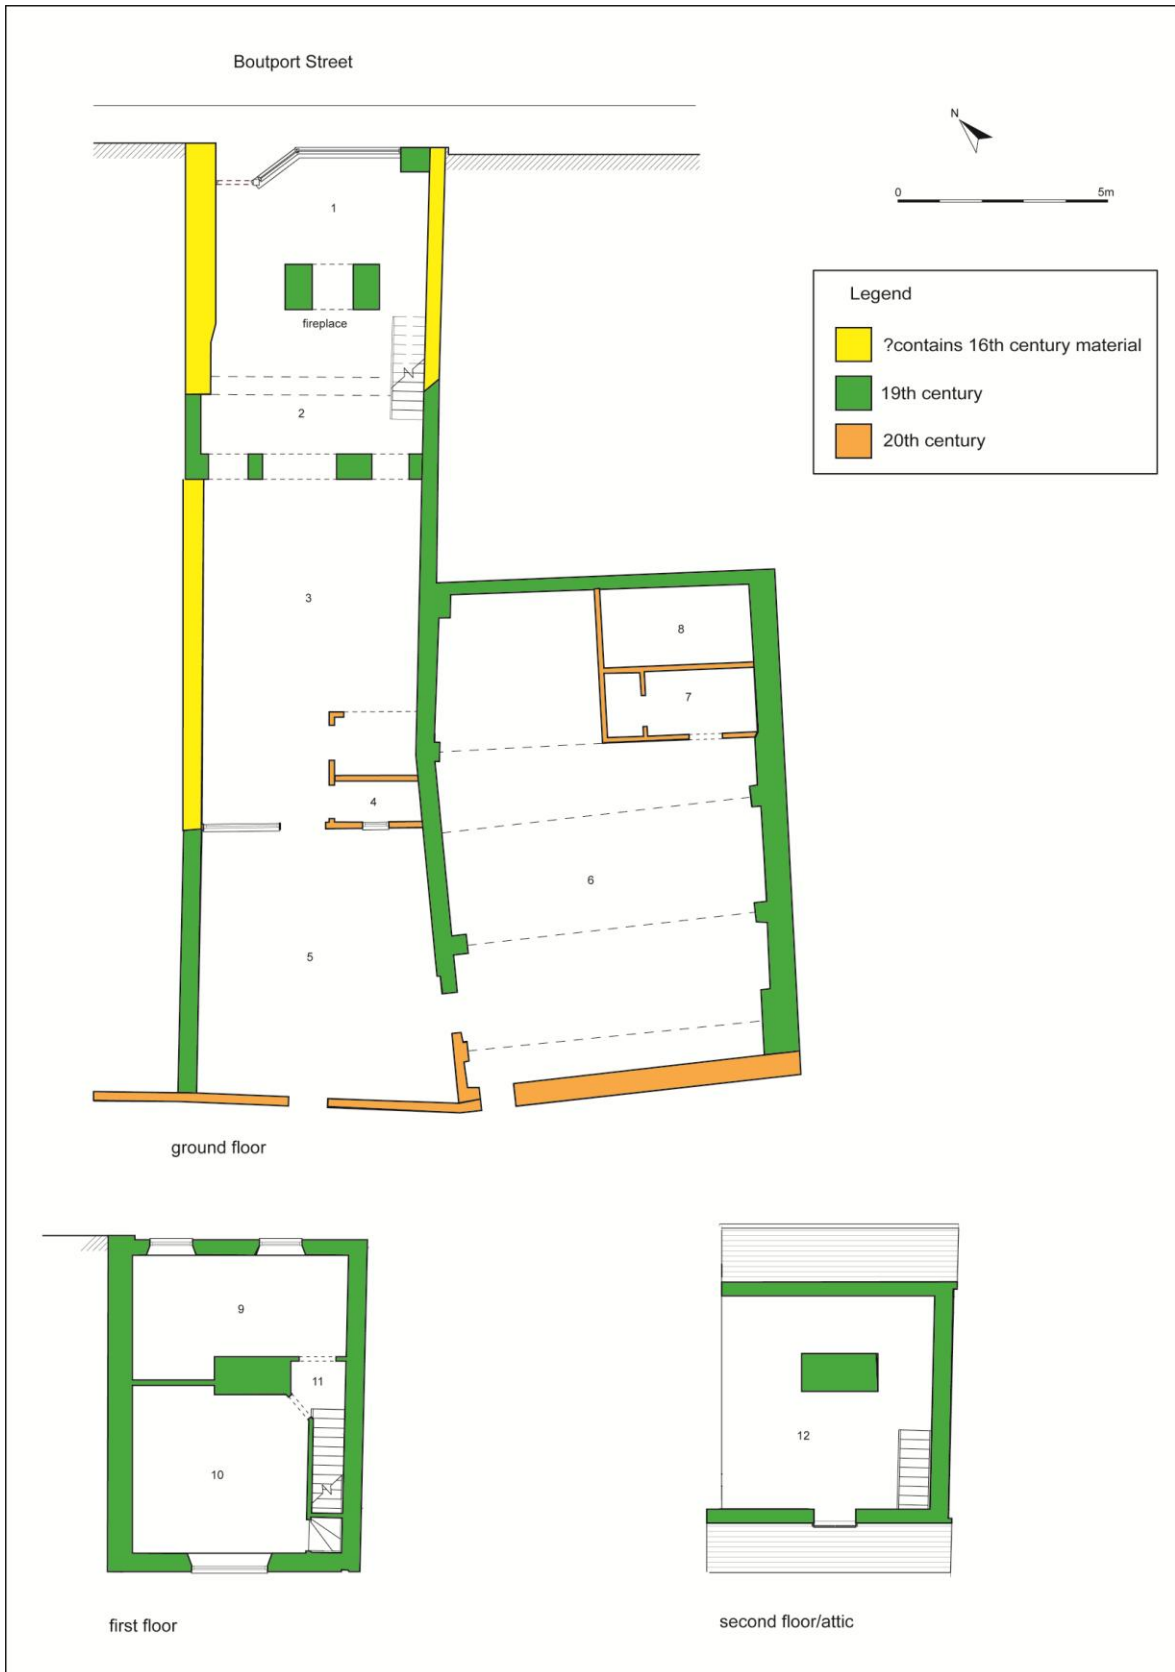 Boutport Street
N
0 5m
1
Legend
fireplace
?contains 16th century material
19th century
2
20th century
3
8
7
4
6
5
ground floor
9
11
10
12
first floor
second floor/attic